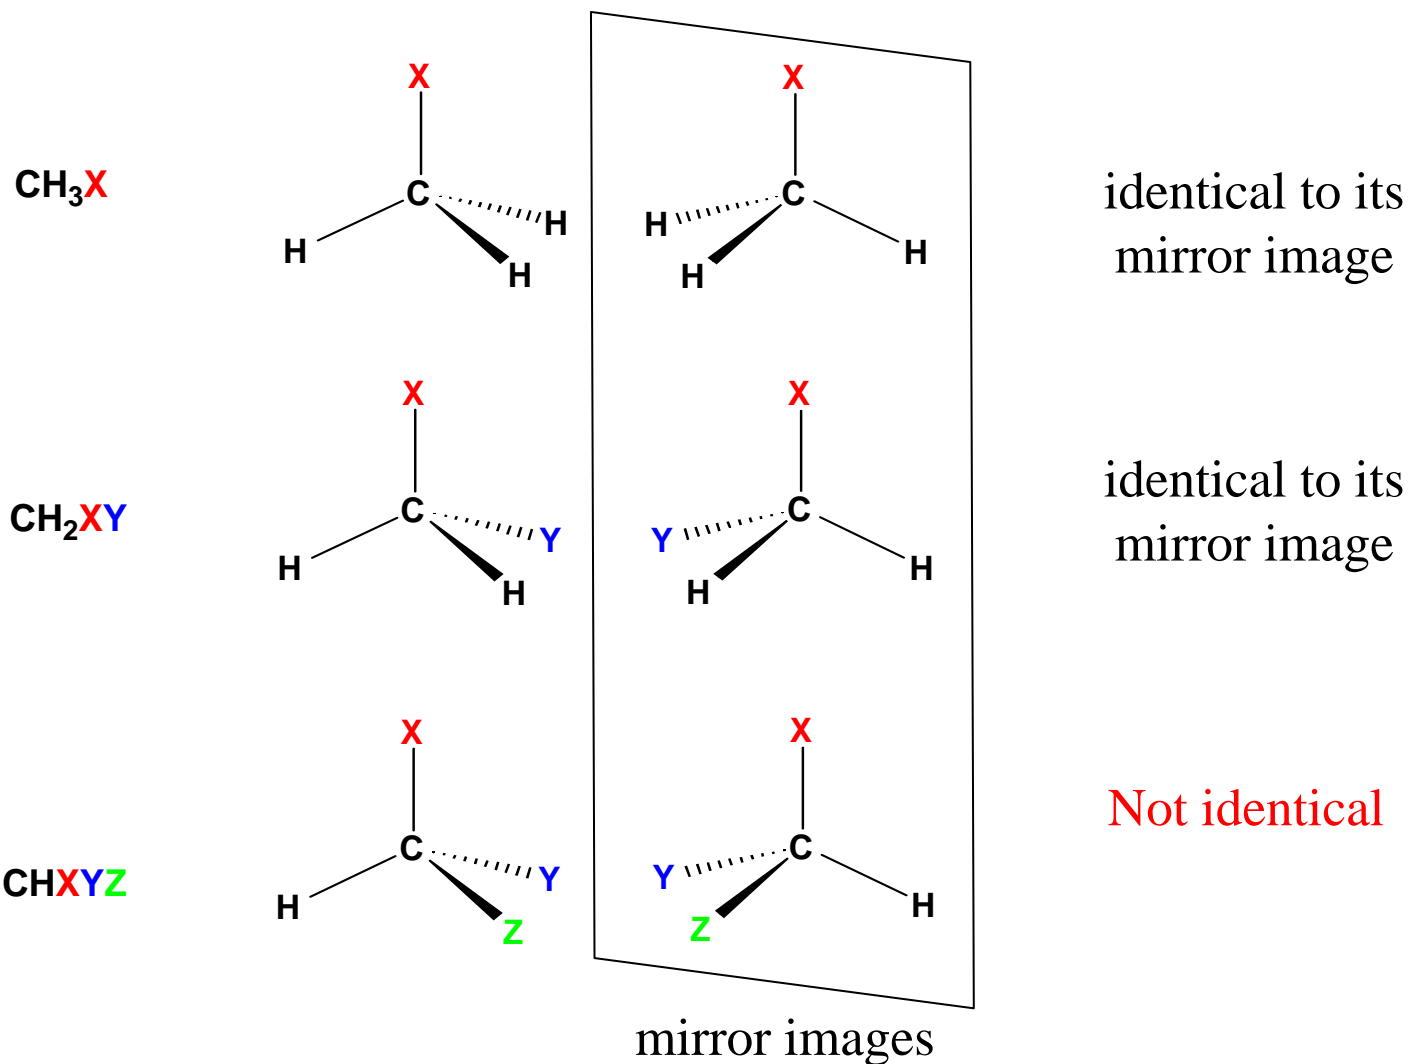 X
X
CH₃X
C
C
identical to its
mirror image
H
H
H
H
H
H
X
X
CH₂XY
C
C
identical to its
mirror image
H
Y
H
Y
H
H
X
X
Not identical
CHXYZ
C
C
H
Y
Z
Y
Z
H
mirror images